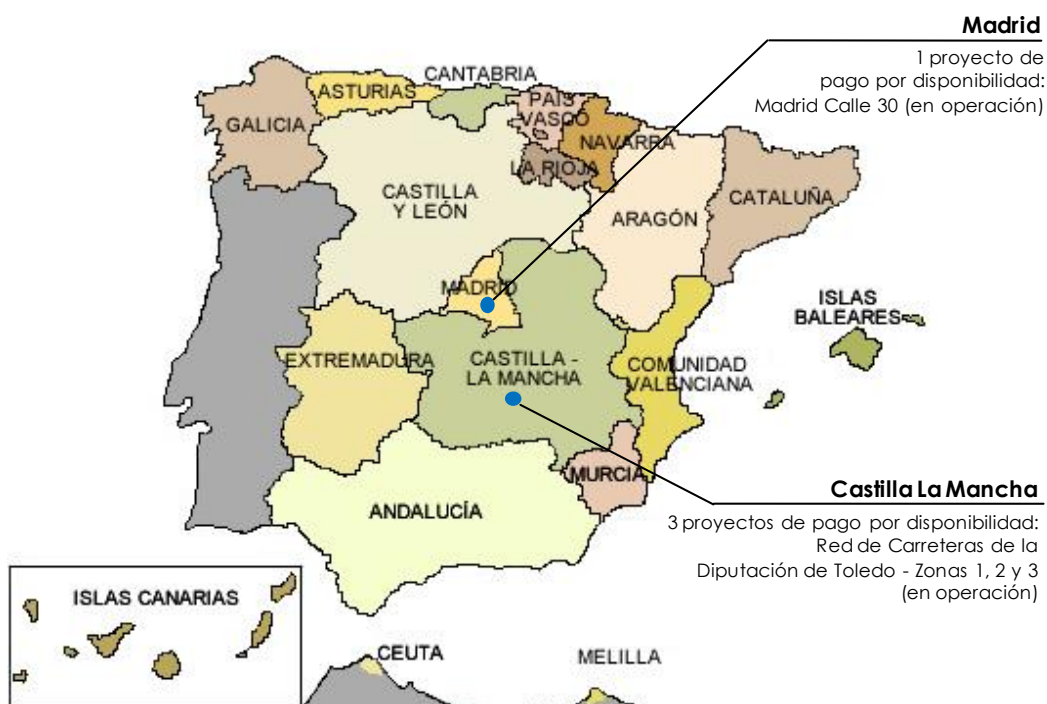 Madrid
1 proyecto de
pago por disponibilidad:
Madrid Calle 30 (en operación)
CANTABRIA
ASTURIAS
PAÍS
VASCO
GALICIA
NAVARRA
LA RIOJA
CATALUÑA
CASTILLA
Y LEÓN
ARAGÓN
MADRID
ISLAS
BALEARES
EXTREMADURA
CASTILLA -
LA MANCHA
COMUNIDAD
VALENCIANA
MURCIA
Castilla La Mancha
3 proyectos de pago por disponibilidad:
Red de Carreteras de la
Diputación de Toledo - Zonas 1, 2 y 3
(en operación)
ANDALUCÍA
ISLAS CANARIAS
CEUTA
MELILLA